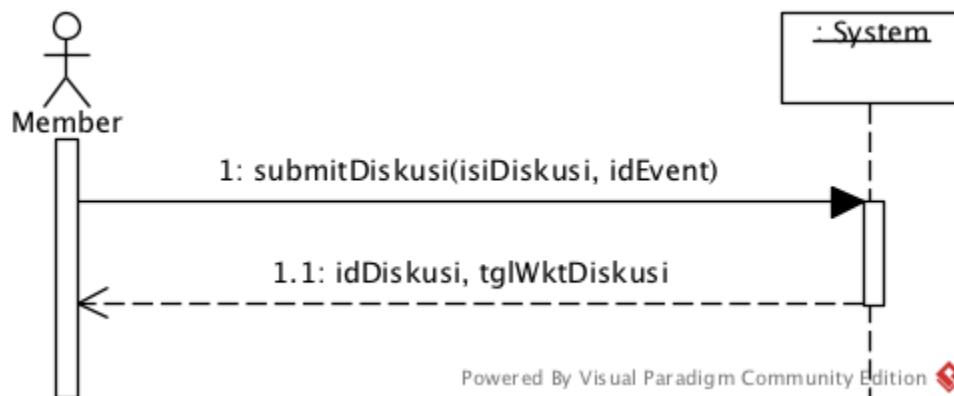 : System
Member
1: submitDiskusi(isiDiskusi, idEvent)
1.1: idDiskusi, tglWktDiskusi
Powered By Visual Paradigm Community Edition